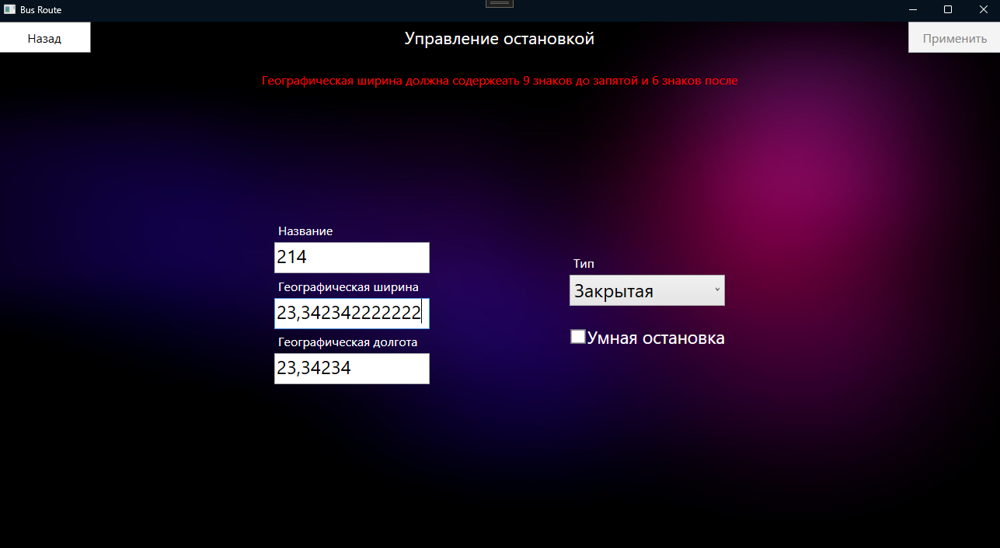 Bus Route
Назад
Управление остановкой
Применить
Географическая ширина должна содержеать 9 знаков до запятой и 6 знаков после
Название
214
Географическая ширина
23,342342222222
Географическая долгота
23,34234
Тип
Закрытая
Умная остановка